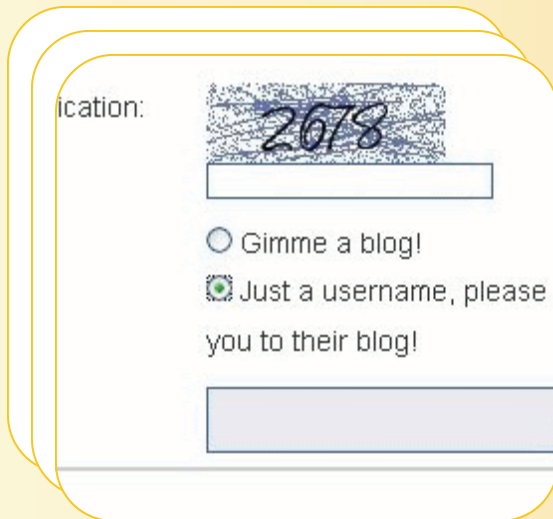 ication:
2678
Gimme a blog!
Just a username, please
you to their blog!